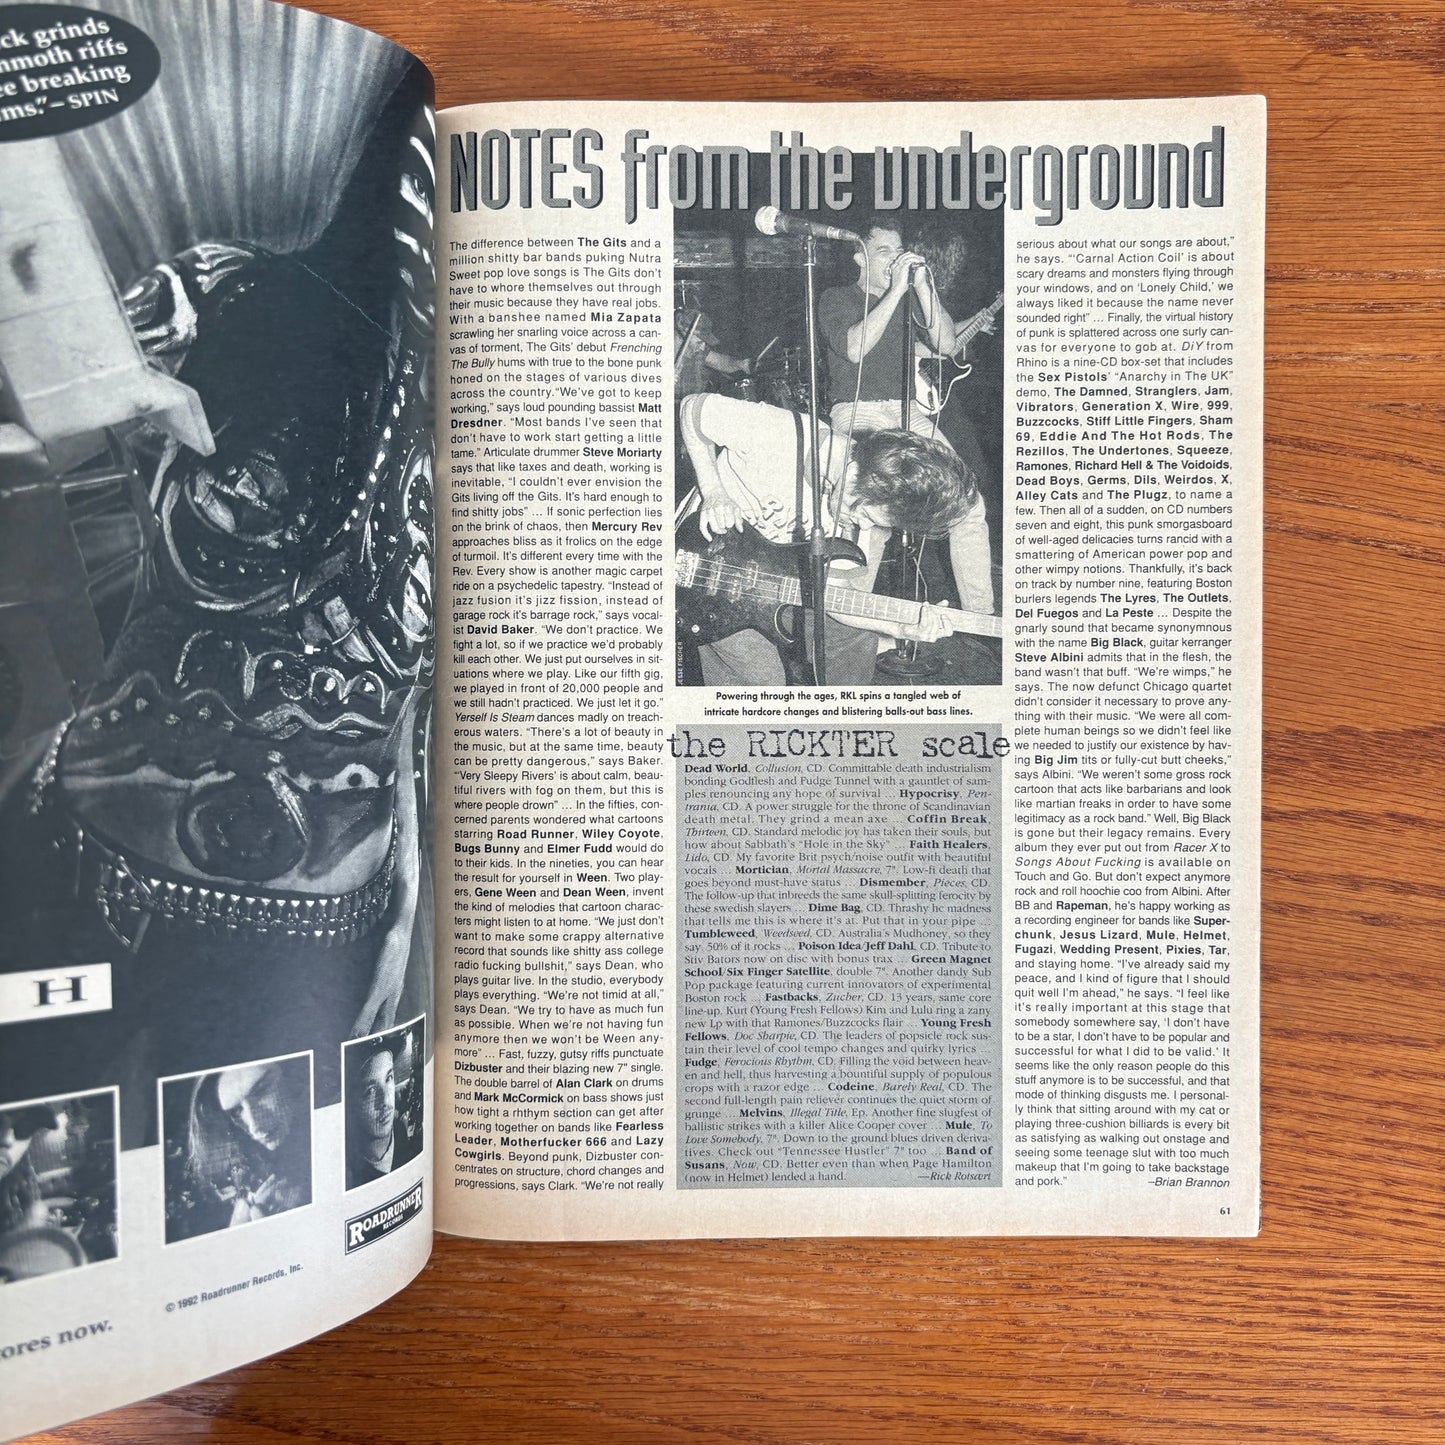 ck grinds
nmoth riffs
ee breaking
ms." – SPIN
H
ROADRUNNER
RECORDS
© 1992 Roadrunner Records, Inc.
ores now.
NOTES from the underground
The difference between The Gits and a
million shitty bar bands puking Nutra
Sweet pop love songs is The Gits don't
have to whore themselves out through
their music because they have real jobs.
With a banshee named Mia Zapata
scrawling her snarling voice across a can-
vas of torment, The Gits' debut Frenching
The Bully hums with true to the bone punk
honed on the stages of various dives
across the country."We've got to keep
working," says loud pounding bassist Matt
Dresdner. "Most bands I've seen that
don't have to work start getting a little
tame." Articulate drummer Steve Moriarty
says that like taxes and death, working is
inevitable, "I couldn't ever envision the
Gits living off the Gits. It's hard enough to
find shitty jobs" ... If sonic perfection lies
on the brink of chaos, then Mercury Rev
approaches bliss as it frolics on the edge
of turmoil. It's different every time with the
Rev. Every show is another magic carpet
ride on a psychedelic tapestry. "Instead of
jazz fusion it's jizz fission, instead of
garage rock it's barrage rock," says vocal-
ist David Baker. "We don't practice. We
fight a lot, so if we practice we'd probably
kill each other. We just put ourselves in sit-
uations where we play. Like our fifth gig,
we played in front of 20,000 people and
we still hadn't practiced. We just let it go."
Yerself Is Steam dances madly on treach-
erous waters. "There's a lot of beauty in
the music, but at the same time, beauty
can be pretty dangerous," says Baker.
"'Very Sleepy Rivers' is about calm, beau-
tiful rivers with fog on them, but this is
where people drown" ... In the fifties, con-
cerned parents wondered what cartoons
starring Road Runner, Wiley Coyote,
Bugs Bunny and Elmer Fudd would do
to their kids. In the nineties, you can hear
the result for yourself in Ween. Two play-
ers, Gene Ween and Dean Ween, invent
the kind of melodies that cartoon charac-
ters might listen to at home. "We just don't
want to make some crappy alternative
record that sounds like shitty ass college
radio fucking bullshit," says Dean, who
plays guitar live. In the studio, everybody
plays everything. "We're not timid at all,"
says Dean. "We try to have as much fun
as possible. When we're not having fun
anymore then we won't be Ween any-
more" ... Fast, fuzzy, gutsy riffs punctuate
Dizbuster and their blazing new 7" single.
The double barrel of Alan Clark on drums
and Mark McCormick on bass shows just
how tight a rhthym section can get after
working together on bands like Fearless
Leader, Motherfucker 666 and Lazy
Cowgirls. Beyond punk, Dizbuster con-
centrates on structure, chord changes and
progressions, says Clark. "We're not really
JESSE FISCHER
Powering through the ages, RKL spins a tangled web of
intricate hardcore changes and blistering balls-out bass lines.
the RICKTER scale
Dead World, Collusion, CD. Committable death industrialism
bonding Godflesh and Fudge Tunnel with a gauntlet of sam-
ples renouncing any hope of survival ... Hypocrisy, Pen-
trania, CD. A power struggle for the throne of Scandinavian
death metal. They grind a mean axe ... Coffin Break,
Thirteen, CD. Standard melodic joy has taken their souls, but
how about Sabbath's "Hole in the Sky" ... Faith Healers,
Lido, CD. My favorite Brit psych/noise outfit with beautiful
vocals ... Mortician, Mortal Massacre, 7". Low-fi death that
goes beyond must-have status ... Dismember, Pieces, CD.
The follow-up that inbreeds the same skull-splitting ferocity by
these swedish slayers ... Dime Bag, CD. Thrashy hc madness
that tells me this is where it's at. Put that in your pipe ...
Tumbleweed, Weedseed, CD. Australia's Mudhoney, so they
say. 50% of it rocks ... Poison Idea/Jeff Dahl, CD. Tribute to
Stiv Bators now on disc with bonus trax ... Green Magnet
School/Six Finger Satellite, double 7". Another dandy Sub
Pop package featuring current innovators of experimental
Boston rock ... Fastbacks, Zucher, CD. 13 years, same core
line-up. Kurt (Young Fresh Fellows) Kim and Lulu ring a zany
new Lp with that Ramones/Buzzcocks flair ... Young Fresh
Fellows, Doc Sharpie, CD. The leaders of popsicle rock sus-
tain their level of cool tempo changes and quirky lyrics ...
Fudge, Ferocious Rhythm, CD. Filling the void between heav-
en and hell, thus harvesting a bountiful supply of populous
crops with a razor edge ... Codeine, Barely Real, CD. The
second full-length pain reliever continues the quiet storm of
grunge ... Melvins, Illegal Title, Ep. Another fine slugfest of
ballistic strikes with a killer Alice Cooper cover ... Mule, To
Love Somebody, 7". Down to the ground blues driven deriva-
tives. Check out "Tennessee Hustler" 7" too ... Band of
Susans, Now, CD. Better even than when Page Hamilton
(now in Helmet) lended a hand. —Rick Rotsært
serious about what our songs are about,"
he says. "'Carnal Action Coil' is about
scary dreams and monsters flying through
your windows, and on 'Lonely Child,' we
always liked it because the name never
sounded right" ... Finally, the virtual history
of punk is splattered across one surly can-
vas for everyone to gob at. DiY from
Rhino is a nine-CD box-set that includes
the Sex Pistols' "Anarchy in The UK"
demo, The Damned, Stranglers, Jam,
Vibrators, Generation X, Wire, 999,
Buzzcocks, Stiff Little Fingers, Sham
69, Eddie And The Hot Rods, The
Rezillos, The Undertones, Squeeze,
Ramones, Richard Hell & The Voidoids,
Dead Boys, Germs, Dils, Weirdos, X,
Alley Cats and The Plugz, to name a
few. Then all of a sudden, on CD numbers
seven and eight, this punk smorgasboard
of well-aged delicacies turns rancid with a
smattering of American power pop and
other wimpy notions. Thankfully, it's back
on track by number nine, featuring Boston
burlers legends The Lyres, The Outlets,
Del Fuegos and La Peste ... Despite the
gnarly sound that became synonymous
with the name Big Black, guitar kerranger
Steve Albini admits that in the flesh, the
band wasn't that buff. "We're wimps," he
says. The now defunct Chicago quartet
didn't consider it necessary to prove any-
thing with their music. "We were all com-
plete human beings so we didn't feel like
we needed to justify our existence by hav-
ing Big Jim tits or fully-cut butt cheeks,"
says Albini. "We weren't some gross rock
cartoon that acts like barbarians and look
like martian freaks in order to have some
legitimacy as a rock band." Well, Big Black
is gone but their legacy remains. Every
album they ever put out from Racer X to
Songs About Fucking is available on
Touch and Go. But don't expect anymore
rock and roll hoochie coo from Albini. After
BB and Rapeman, he's happy working as
a recording engineer for bands like Super-
chunk, Jesus Lizard, Mule, Helmet,
Fugazi, Wedding Present, Pixies, Tar,
and staying home. "I've already said my
peace, and I kind of figure that I should
quit well I'm ahead," he says. "I feel like
it's really important at this stage that
somebody somewhere say, 'I don't have
to be a star, I don't have to be popular and
successful for what I did to be valid.' It
seems like the only reason people do this
stuff anymore is to be successful, and that
mode of thinking disgusts me. I personal-
ly think that sitting around with my cat or
playing three-cushion billiards is every bit
as satisfying as walking out onstage and
seeing some teenage slut with too much
makeup that I'm going to take backstage
and pork." –Brian Brannon
61